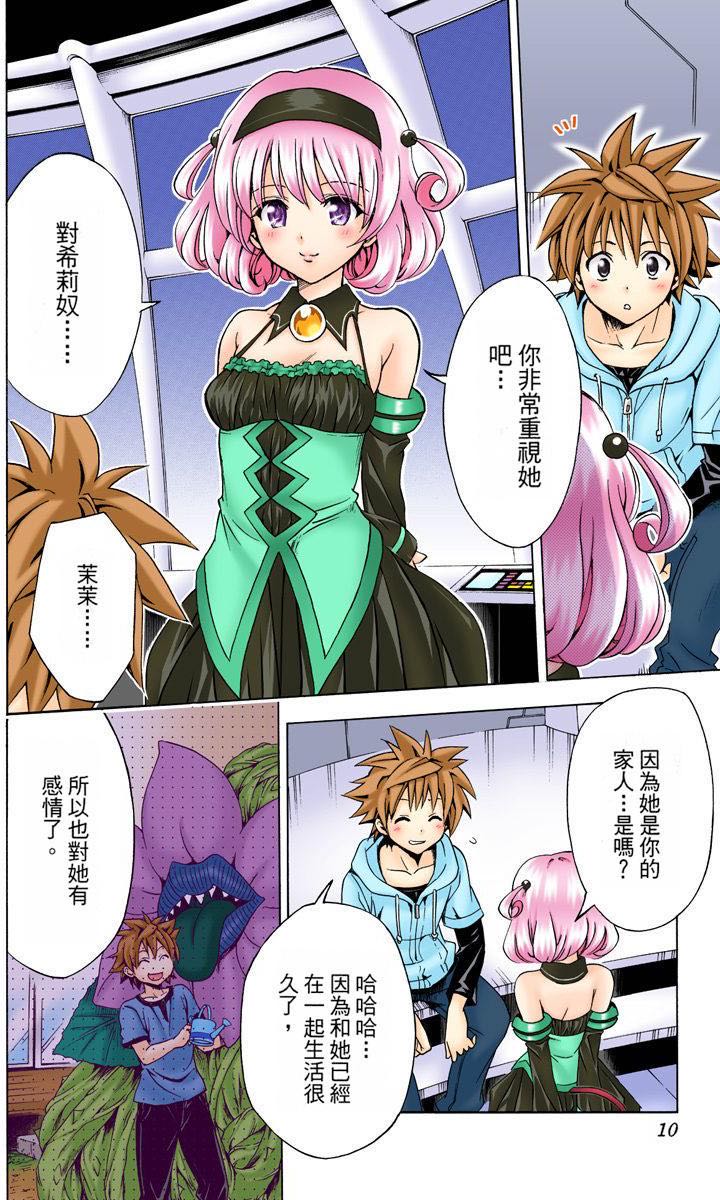 你非常重視她
吧…
對希莉奴……
茉茉……
因為她是你的
家人…是嗎？
哈哈哈…
因為和她已經
在一起生活很
久了，
所以也對她有
感情了。
10